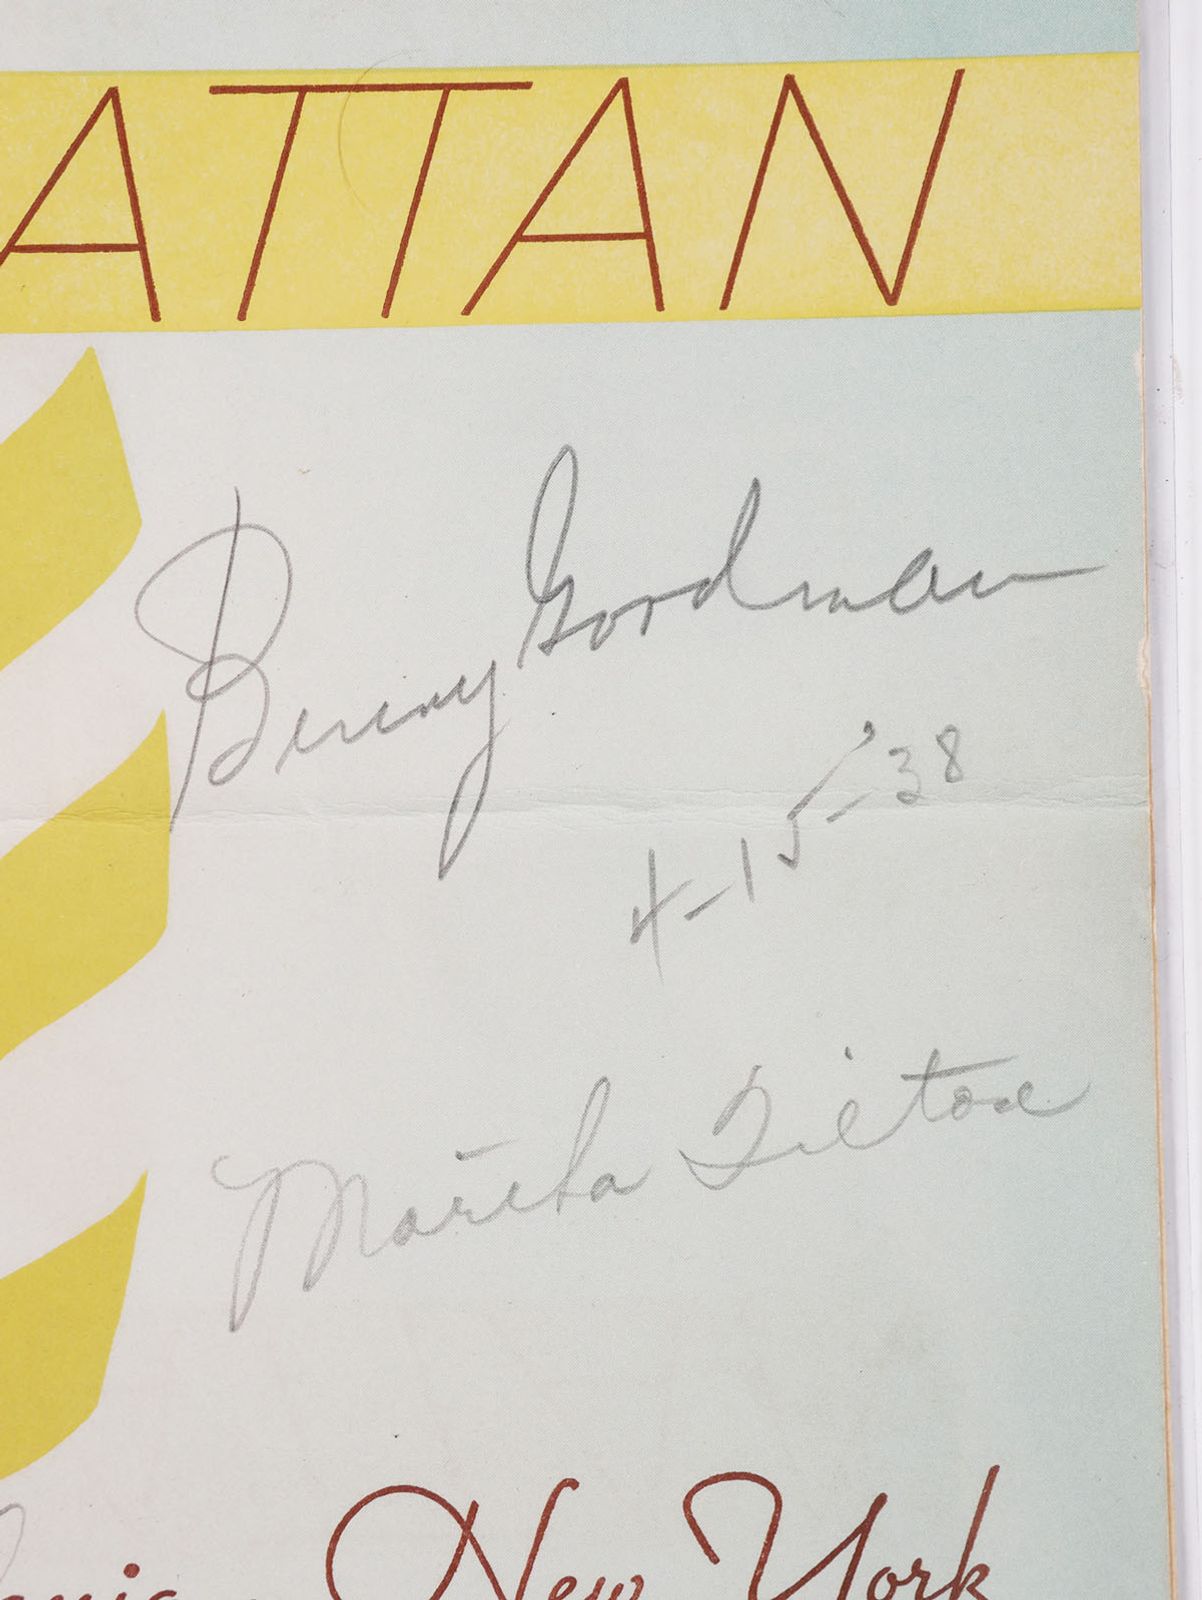 ATTAN
Benny Goodman
4-15-'38
Martha Tilton
New York